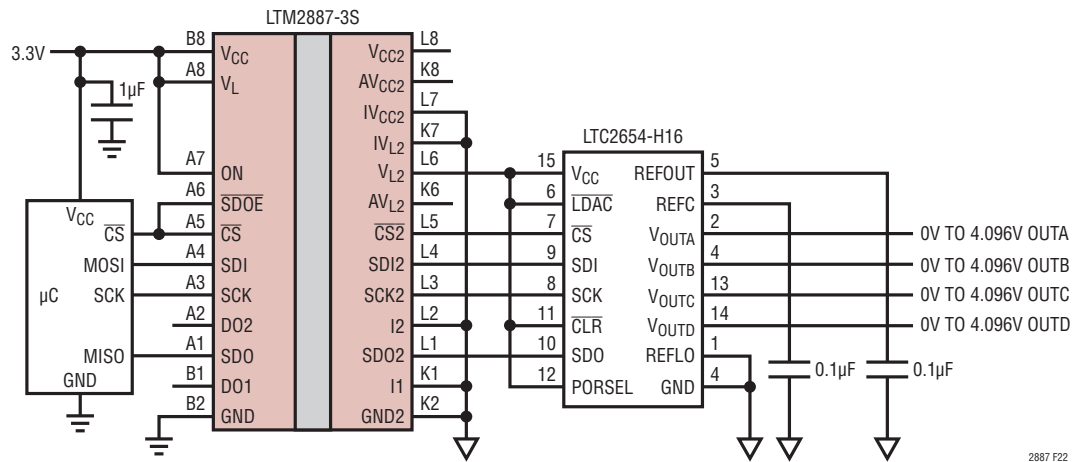 LTM2887-3S
3.3V
1µF
B8
A8
A7
A6
A5
A4
A3
A2
A1
B1
B2
VCC
VL
ON
SDOE
CS
SDI
SCK
DO2
SDO
DO1
GND
VCC2
AVCC2
IVCC2
IVL2
VL2
AVL2
CS2
SDI2
SCK2
I2
SDO2
I1
GND2
L8
K8
L7
K7
L6
K6
L5
L4
L3
L2
L1
K1
K2
VCC
CS
MOSI
µC
SCK
MISO
GND
LTC2654-H16
15
6
7
9
8
11
10
12
VCC
LDAC
CS
SDI
SCK
CLR
SDO
PORSEL
REFOUT
REFC
VOUTA
VOUTB
VOUTC
VOUTD
REFLO
GND
5
3
2
4
13
14
1
4
0V TO 4.096V OUTA
0V TO 4.096V OUTB
0V TO 4.096V OUTC
0V TO 4.096V OUTD
0.1µF
0.1µF
2887 F22